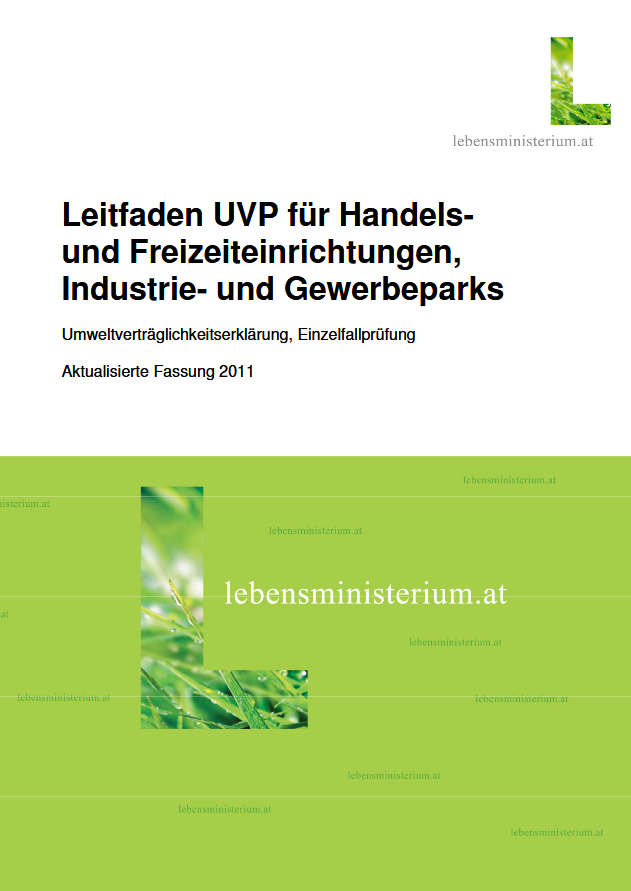 lebensministerium.at
Leitfaden UVP für Handels-
und Freizeiteinrichtungen,
Industrie- und Gewerbeparks
Umweltverträglichkeitserklärung, Einzelfallprüfung
Aktualisierte Fassung 2011
lebensministerium.at
nisterium.at
lebensministerium.at
lebensministerium.at
at
lebensministerium.at
lebensministerium.at
lebensministerium.at
lebensministerium.at
lebensministerium.at
lebensministerium.at